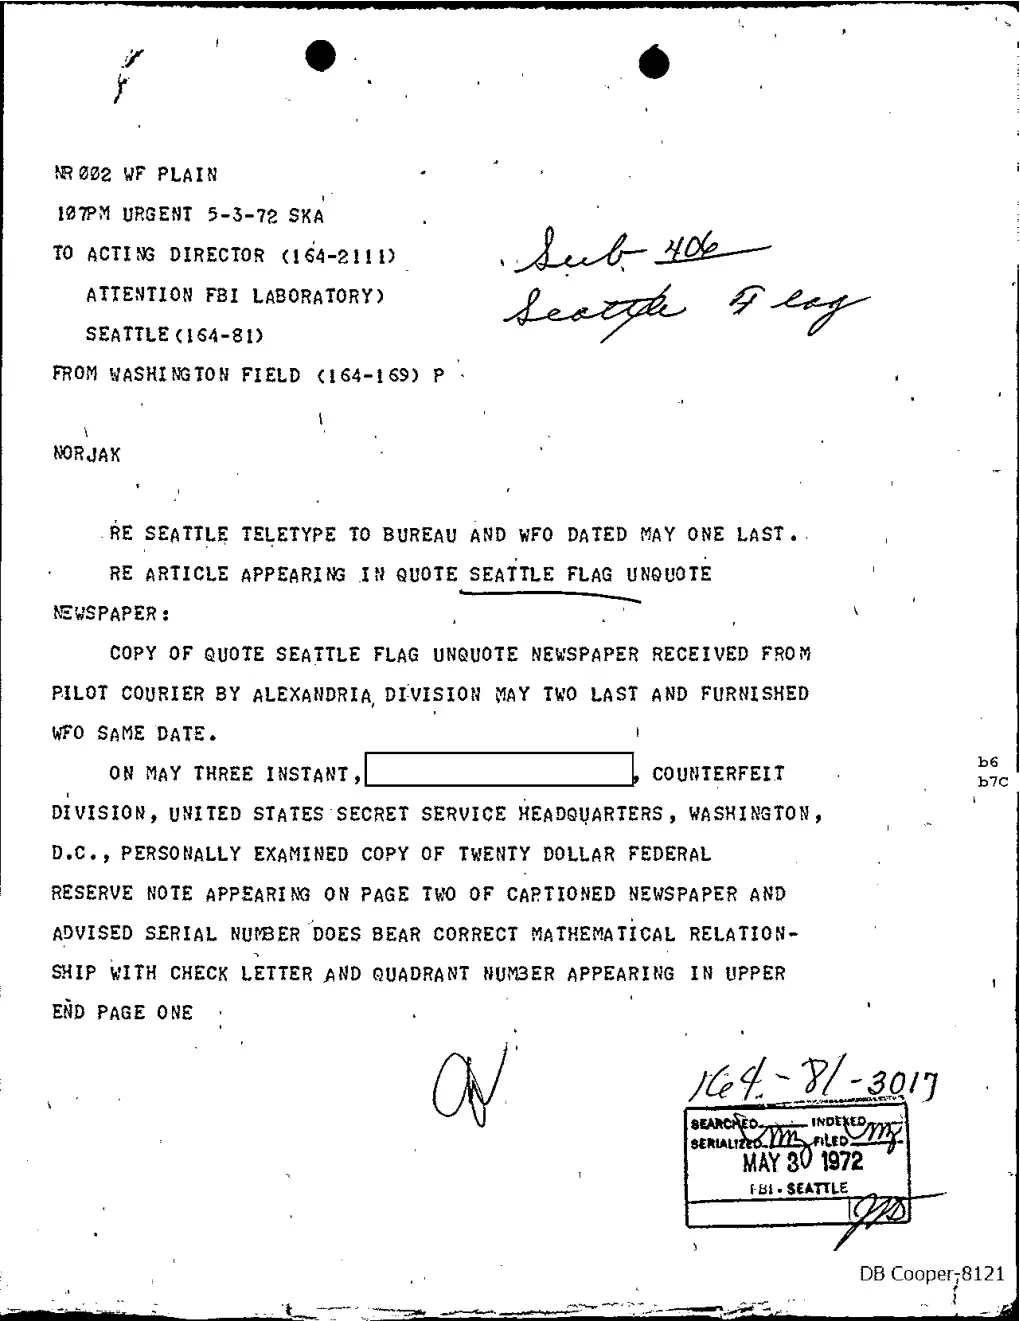 NR 002 WF PLAIN
107PM URGENT 5-3-72 SKA
TO ACTING DIRECTOR (164-2111)
ATTENTION FBI LABORATORY)
SEATTLE (164-81)
FROM WASHINGTON FIELD (164-169) P
Sub 406
Seattle Flag
NORJAK
RE SEATTLE TELETYPE TO BUREAU AND WFO DATED MAY ONE LAST.
RE ARTICLE APPEARING IN QUOTE SEATTLE FLAG UNQUOTE
NEWSPAPER:
COPY OF QUOTE SEATTLE FLAG UNQUOTE NEWSPAPER RECEIVED FROM
PILOT COURIER BY ALEXANDRIA, DIVISION MAY TWO LAST AND FURNISHED
WFO SAME DATE.
ON MAY THREE INSTANT, , COUNTERFEIT
b6
b7C
DIVISION, UNITED STATES SECRET SERVICE HEADQUARTERS, WASHINGTON,
D.C., PERSONALLY EXAMINED COPY OF TWENTY DOLLAR FEDERAL
RESERVE NOTE APPEARING ON PAGE TWO OF CAPTIONED NEWSPAPER AND
ADVISED SERIAL NUMBER DOES BEAR CORRECT MATHEMATICAL RELATION-
SHIP WITH CHECK LETTER AND QUADRANT NUMBER APPEARING IN UPPER
END PAGE ONE
164-81-3017
SEARCHED INDEXED
SERIALIZED FILED
MAY 30 1972
FBI - SEATTLE
DB Cooper-8121